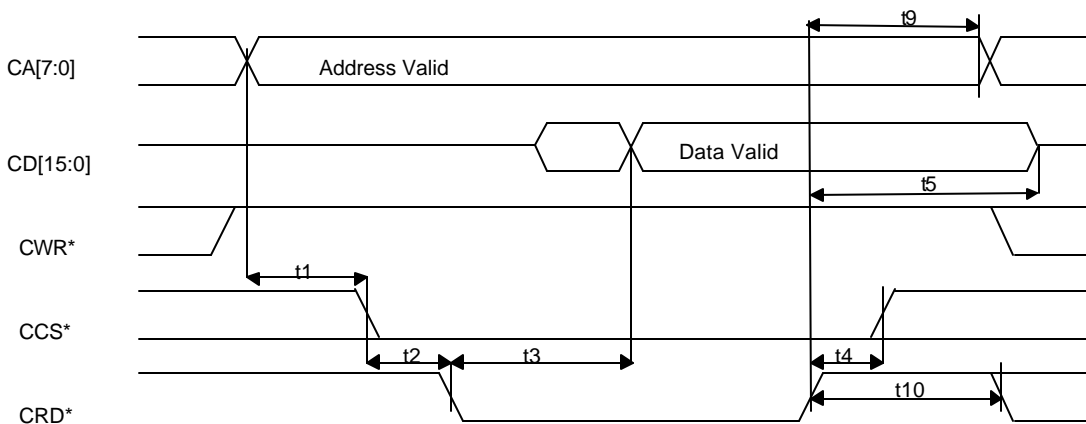 t9
CA[7:0]
Address Valid
CD[15:0]
Data Valid
t5
CWR*
t1
CCS*
t2
t3
t4
t10
CRD*